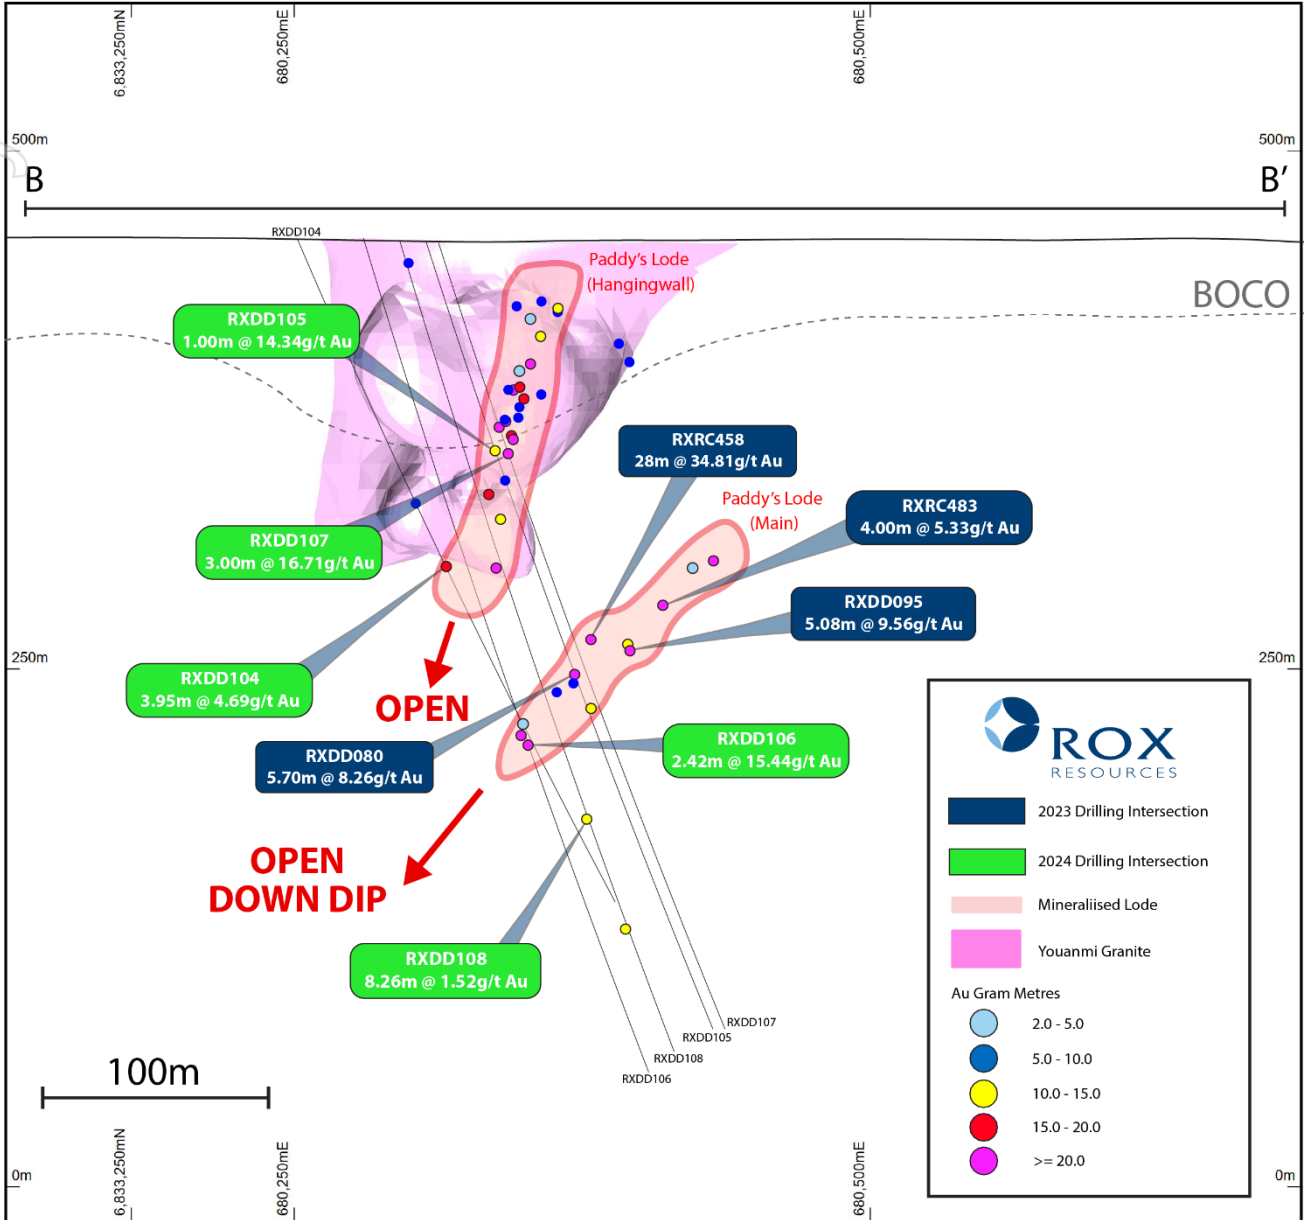 6,833,250mN
680,250mE
680,500mE
500m
500m
B
B'
RXDD104
Paddy's Lode
(Hangingwall)
BOCO
RXDD105
1.00m @ 14.34g/t Au
RXRC458
28m @ 34.81g/t Au
Paddy's Lode
(Main)
RXRC483
4.00m @ 5.33g/t Au
RXDD107
3.00m @ 16.71g/t Au
RXDD095
5.08m @ 9.56g/t Au
250m
250m
RXDD104
3.95m @ 4.69g/t Au
OPEN
RXDD080
5.70m @ 8.26g/t Au
RXDD106
2.42m @ 15.44g/t Au
OPEN
DOWN DIP
RXDD108
8.26m @ 1.52g/t Au
RXDD107
RXDD105
RXDD108
RXDD106
100m
ROX
RESOURCES
2023 Drilling Intersection
2024 Drilling Intersection
Mineraliised Lode
Youanmi Granite
Au Gram Metres
2.0 - 5.0
5.0 - 10.0
10.0 - 15.0
15.0 - 20.0
>= 20.0
0m
0m
6,833,250mN
680,250mE
680,500mE